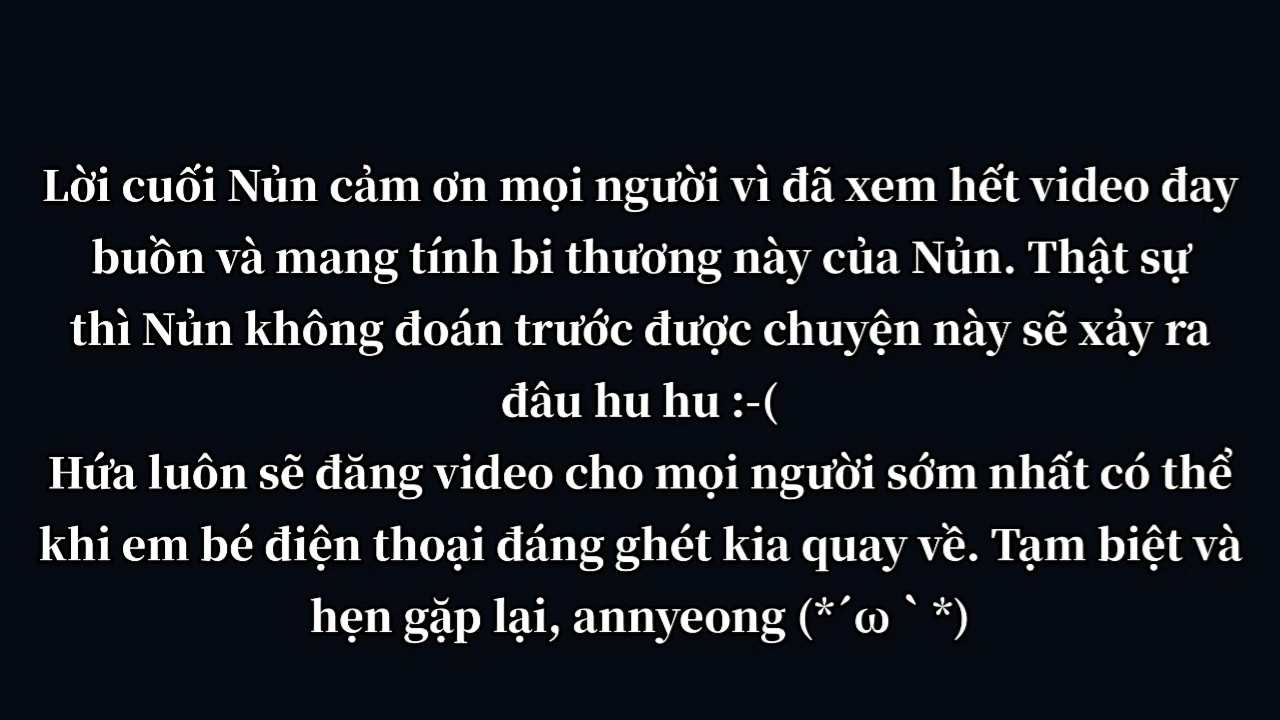 Lời cuối Nủn cảm ơn mọi người vì đã xem hết video đay
buồn và mang tính bi thương này của Nủn. Thật sự
thì Nủn không đoán trước được chuyện này sẽ xảy ra
đâu hu hu :-(
Hứa luôn sẽ đăng video cho mọi người sớm nhất có thể
khi em bé điện thoại đáng ghét kia quay về. Tạm biệt và
hẹn gặp lại, annyeong (*´ω｀*)